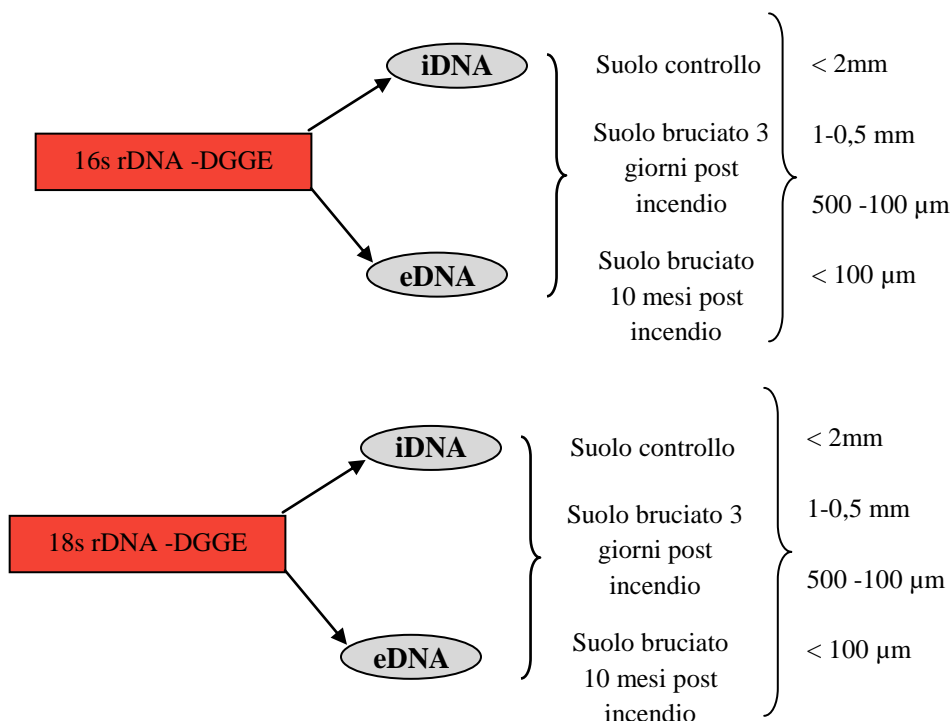 16s rDNA -DGGE
iDNA
eDNA
Suolo controllo
Suolo bruciato 3
giorni post
incendio
Suolo bruciato
10 mesi post
incendio
< 2mm
1-0,5 mm
500 -100 µm
< 100 µm
18s rDNA -DGGE
iDNA
eDNA
Suolo controllo
Suolo bruciato 3
giorni post
incendio
Suolo bruciato
10 mesi post
incendio
< 2mm
1-0,5 mm
500 -100 µm
< 100 µm